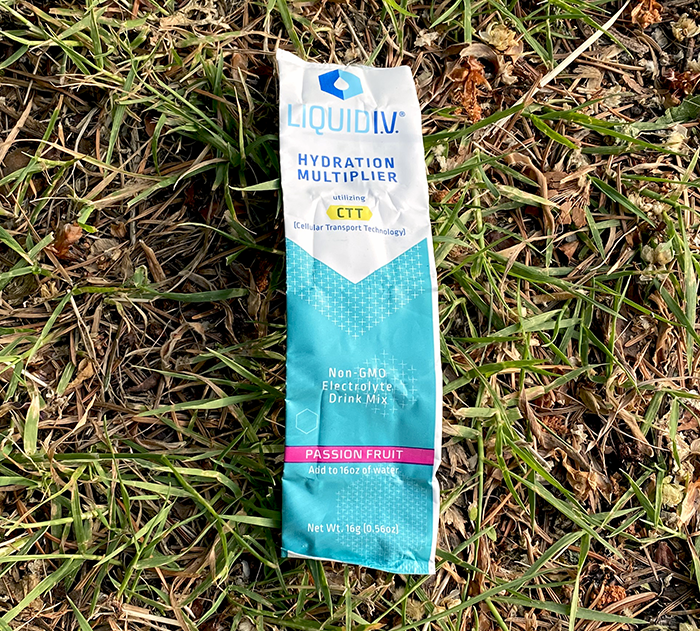 LIQUID I.V.®
HYDRATION
MULTIPLIER
utilizing
CTT
(Cellular Transport Technology)
Non-GMO
Electrolyte
Drink Mix
PASSION FRUIT
Add to 16oz of water
Net Wt. 16g (0.56oz)